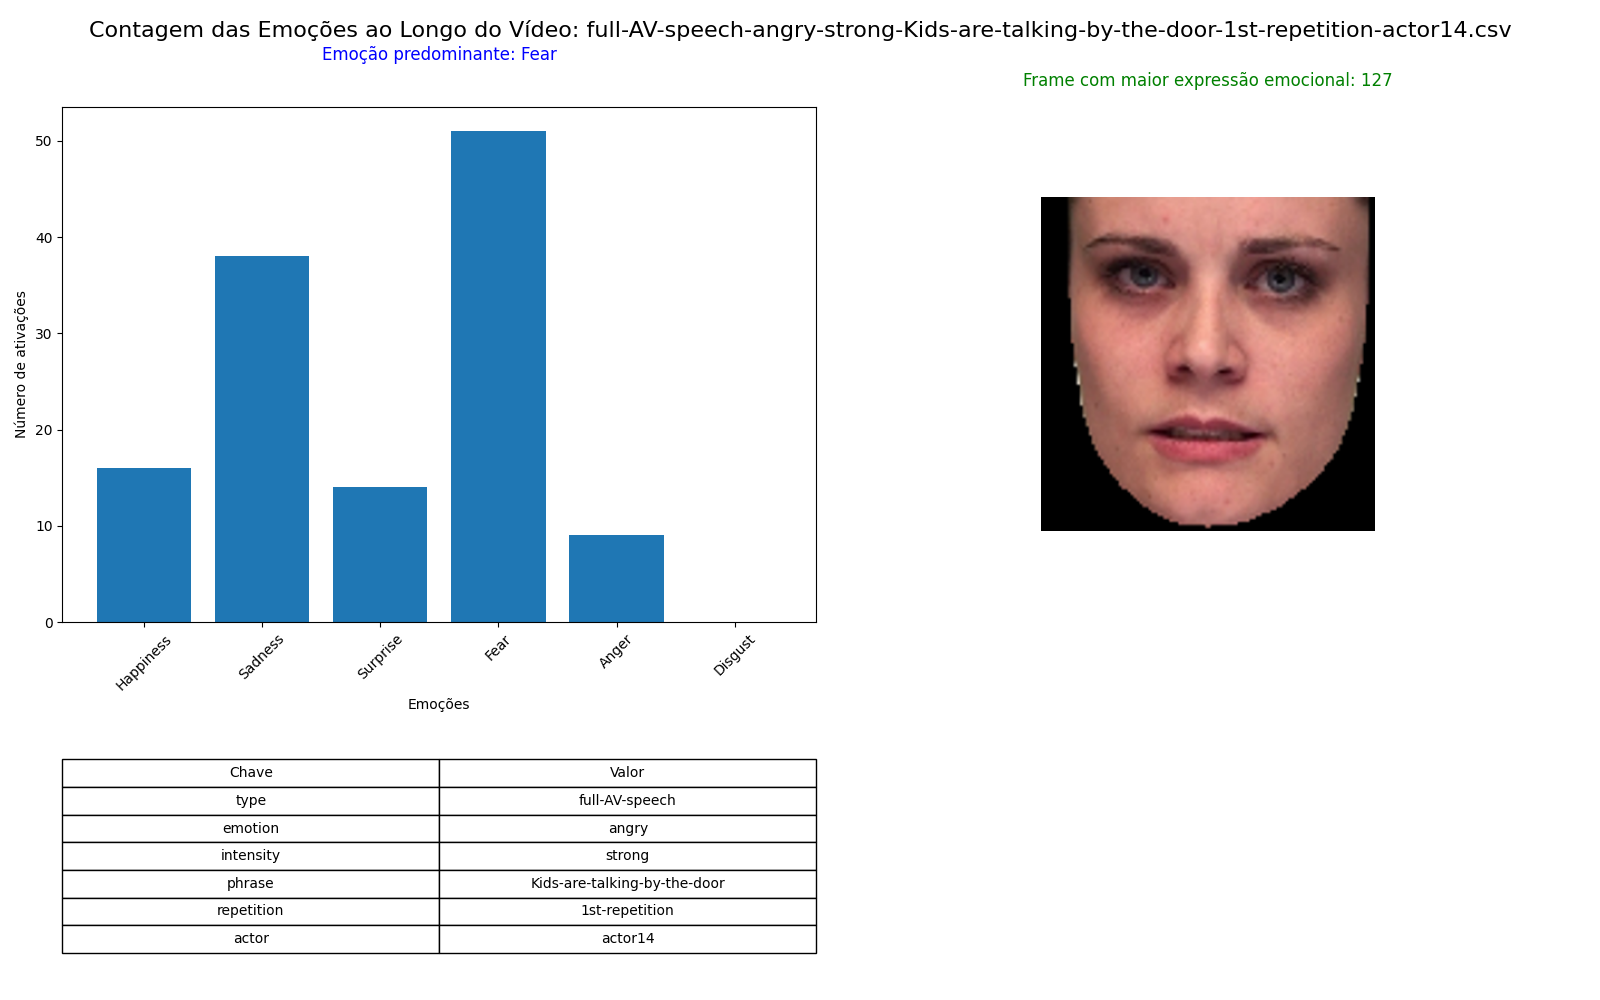 Contagem das Emoções ao Longo do Vídeo: full-AV-speech-angry-strong-Kids-are-talking-by-the-door-1st-repetition-actor14.csv
Emoção predominante: Fear
Frame com maior expressão emocional: 127
50
40
30
20
10
0
Número de ativações
Happiness
Sadness
Surprise
Fear
Anger
Disgust
Emoções
Chave Valor
type full-AV-speech
emotion angry
intensity strong
phrase Kids-are-talking-by-the-door
repetition 1st-repetition
actor actor14